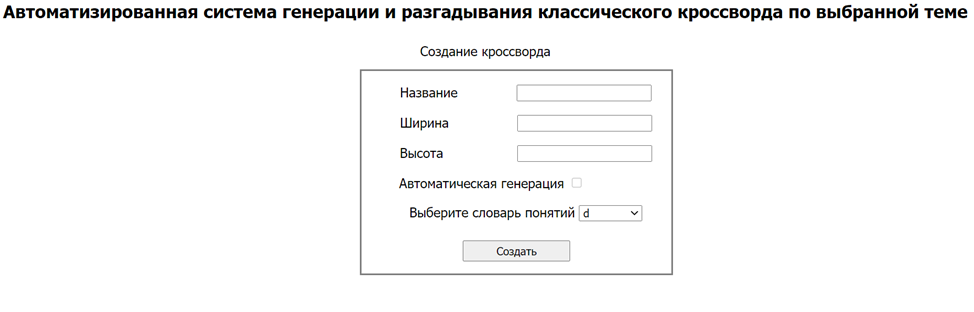 Автоматизированная система генерации и разгадывания классического кроссворда по выбранной теме
Создание кроссворда
Название
Ширина
Высота
Автоматическая генерация
Выберите словарь понятий d
Создать